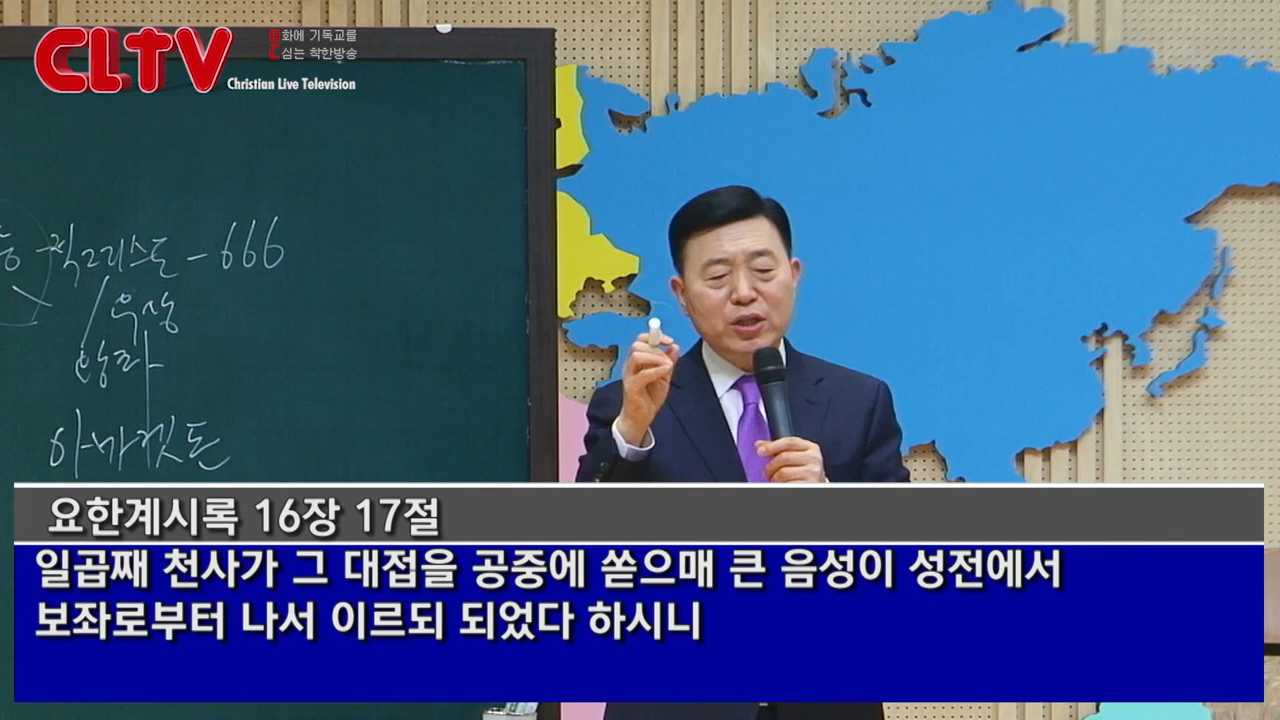 CLTV
문화에 기독교를
심는 착한방송
Christian Live Television
적그리스도 - 666
우상
아마겟돈
요한계시록 16장 17절
일곱째 천사가 그 대접을 공중에 쏟으매 큰 음성이 성전에서
보좌로부터 나서 이르되 되었다 하시니